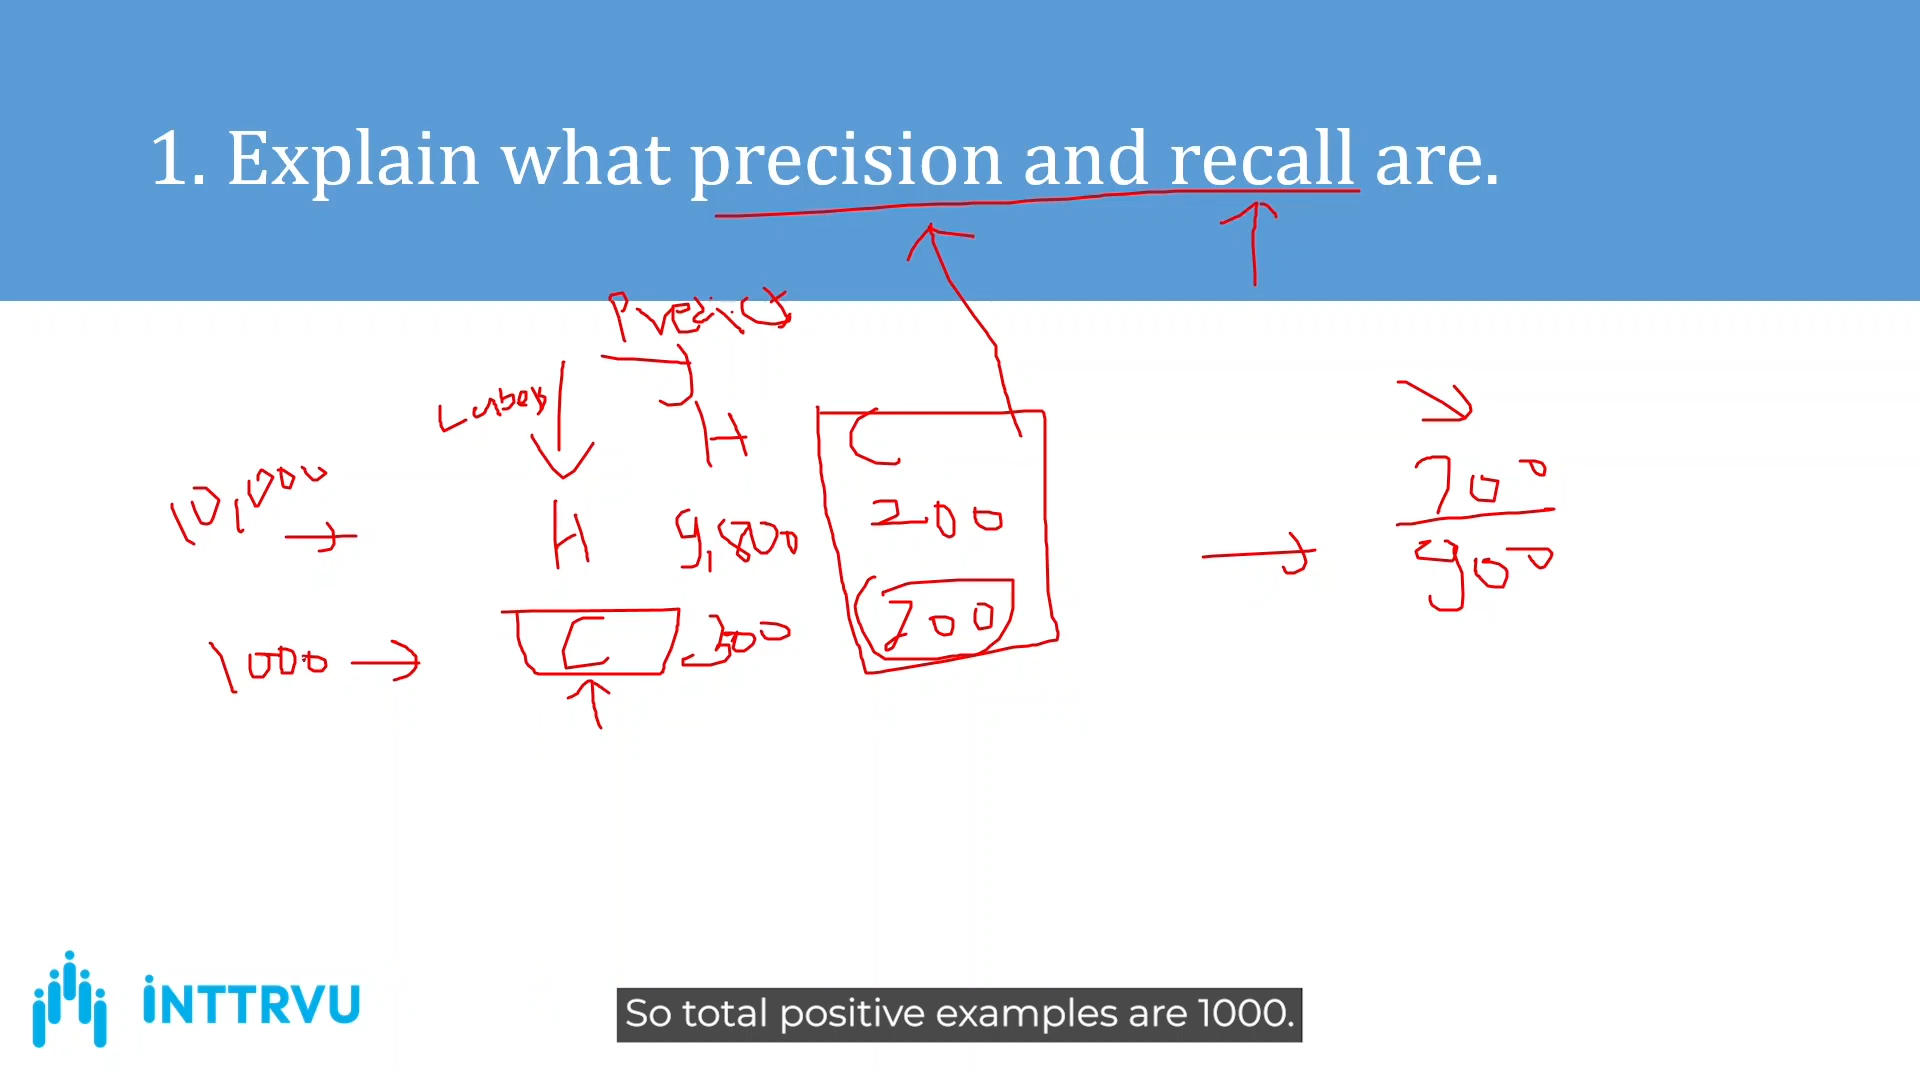 1. Explain what precision and recall are.
Predict
Labels
H C
10,000 H 9,800 200
1000 C 300 700
700
900
iNTTRVU
So total positive examples are 1000.